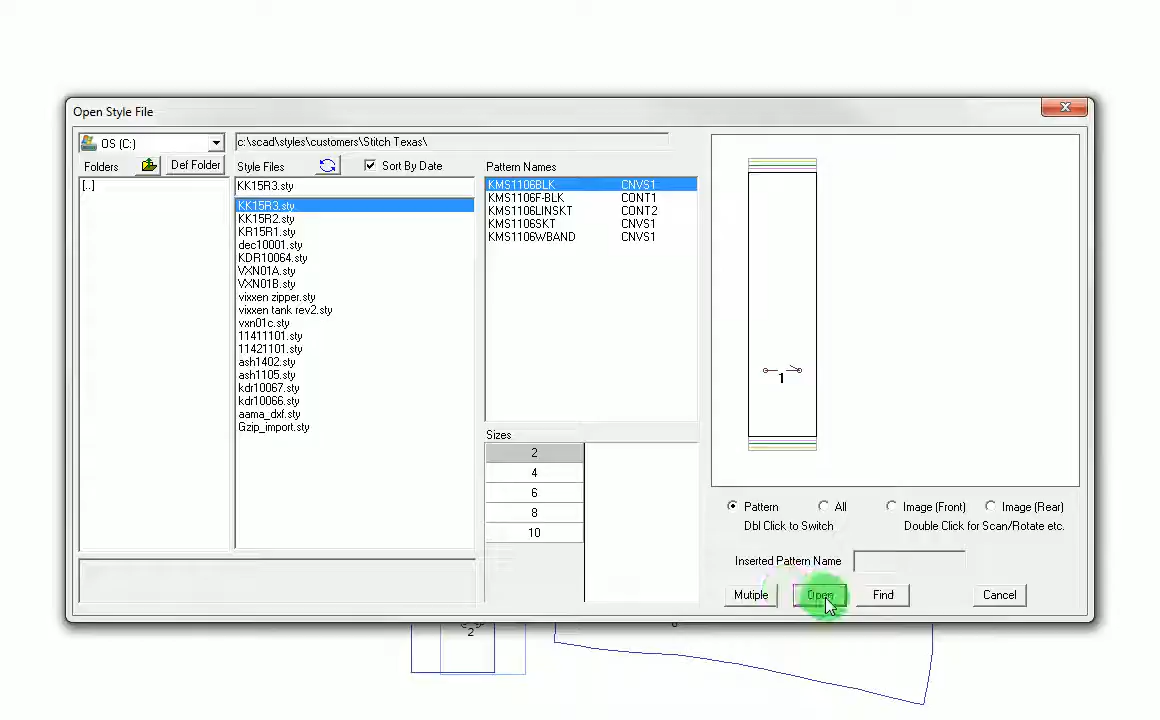 Open Style File
OS (C:)
c:\scad\styles\customers\Stitch Texas\
Folders
Def Folder
Style Files
Sort By Date
Pattern Names
[..]
KK15R3.sty
KK15R3.sty
KK15R2.sty
KR15R1.sty
dec10001.sty
KDR10064.sty
VXN01A.sty
VXN01B.sty
vixxen zipper.sty
vixxen tank rev2.sty
vxn01c.sty
11411101.sty
11421101.sty
ash1402.sty
ash1105.sty
kdr10067.sty
kdr10066.sty
aama_dxf.sty
Gzip_import.sty
KMS1106BLK CNVS1
KMS1106F-BLK CONT1
KMS1106LINSKT CONT2
KMS1106SKT CNVS1
KMS1106WBAND CNVS1
Sizes
2
4
6
8
10
1
Pattern
All
Image (Front)
Image (Rear)
Dbl Click to Switch
Double Click for Scan/Rotate etc.
Inserted Pattern Name
Mutiple
Open
Find
Cancel
2